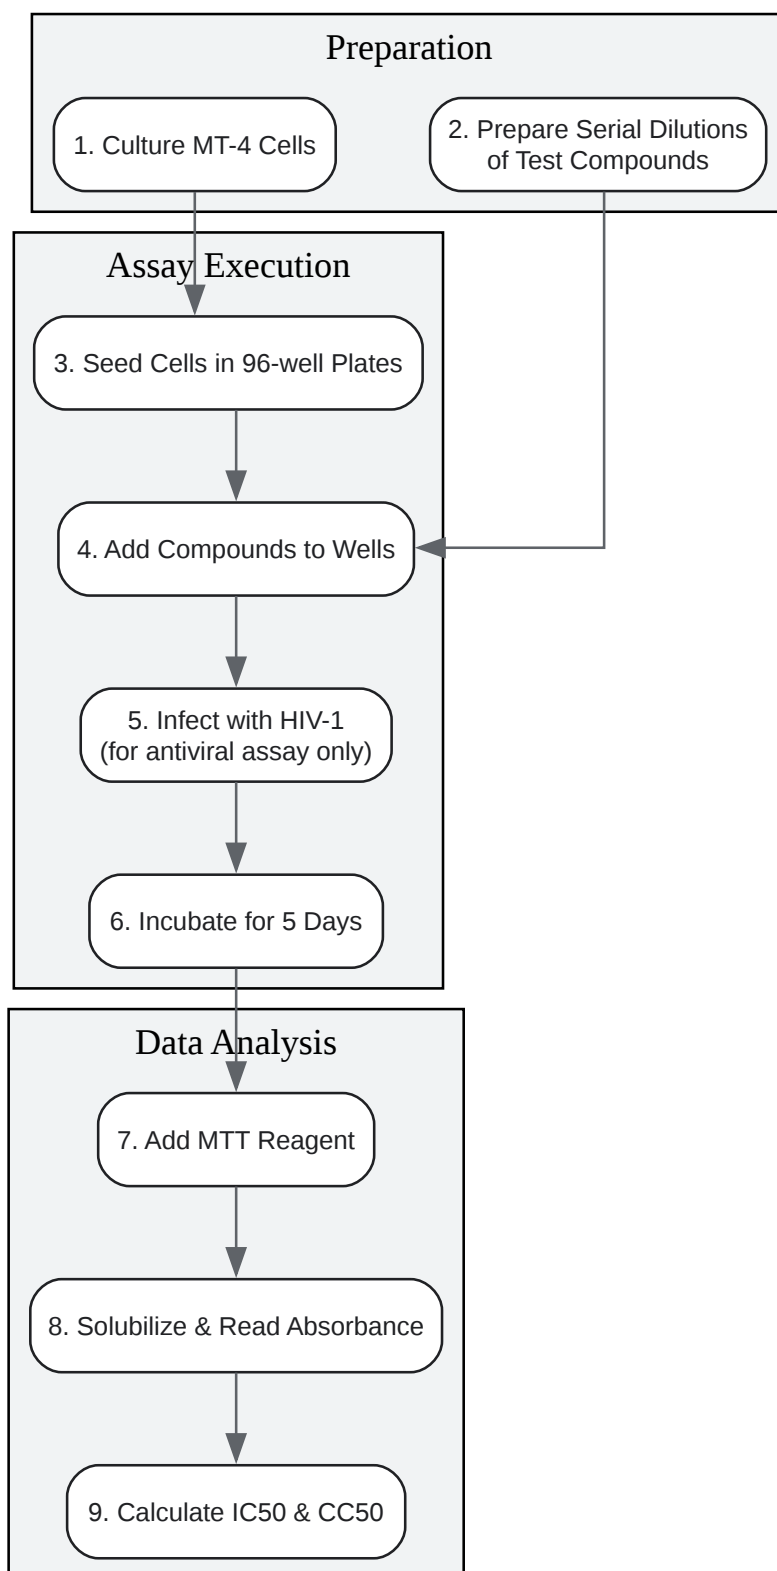 Preparation
1. Culture MT-4 Cells
2. Prepare Serial Dilutions
of Test Compounds
Assay Execution
3. Seed Cells in 96-well Plates
4. Add Compounds to Wells
5. Infect with HIV-1
(for antiviral assay only)
6. Incubate for 5 Days
Data Analysis
7. Add MTT Reagent
8. Solubilize & Read Absorbance
9. Calculate IC50 & CC50